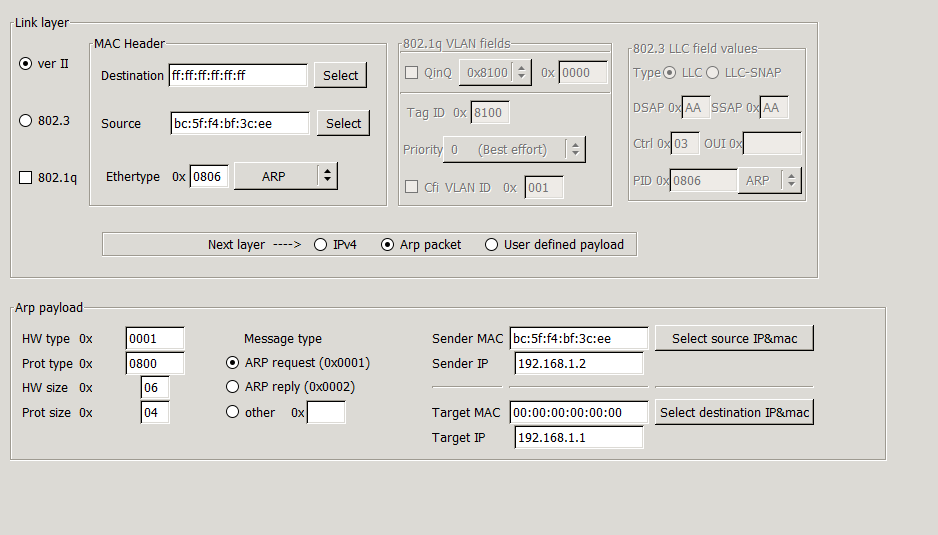 Link layer
ver II
802.3
802.1q
MAC Header
Destination ff:ff:ff:ff:ff:ff Select
Source bc:5f:f4:bf:3c:ee Select
Ethertype 0x 0806 ARP
802.1q VLAN fields
QinQ 0x8100 0x 0000
Tag ID 0x 8100
Priority 0 (Best effort)
Cfi VLAN ID 0x 001
802.3 LLC field values
Type LLC LLC-SNAP
DSAP 0x AA SSAP 0x AA
Ctrl 0x 03 OUI 0x
PID 0x 0806 ARP
Next layer ----> IPv4 Arp packet User defined payload
Arp payload
HW type 0x 0001
Prot type 0x 0800
HW size 0x 06
Prot size 0x 04
Message type
ARP request (0x0001)
ARP reply (0x0002)
other 0x
Sender MAC bc:5f:f4:bf:3c:ee Select source IP&mac
Sender IP 192.168.1.2
Target MAC 00:00:00:00:00:00 Select destination IP&mac
Target IP 192.168.1.1